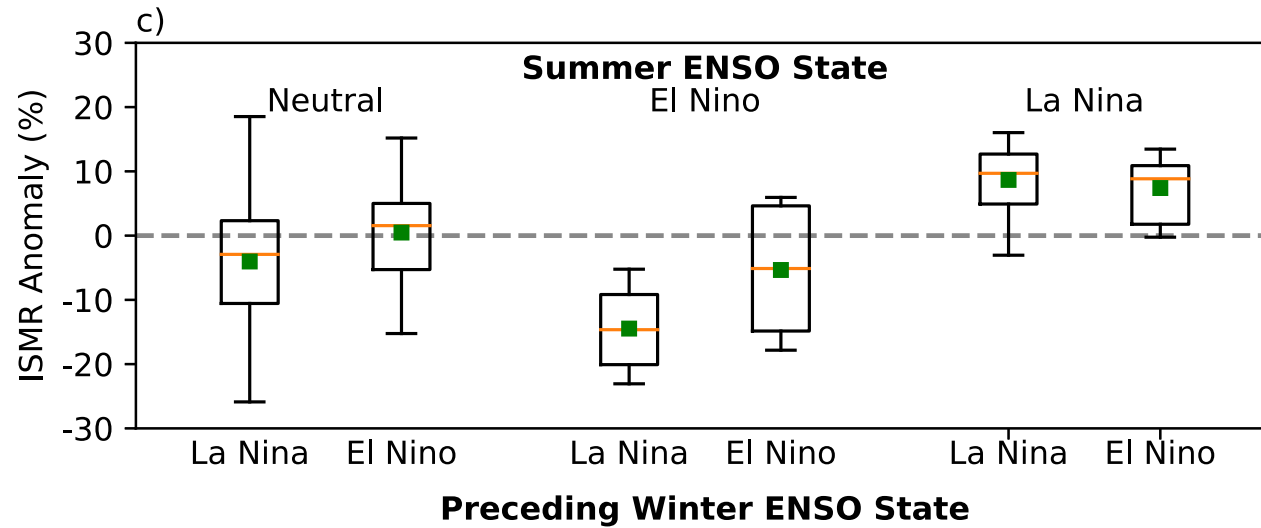 c)
30
Summer ENSO State
Neutral El Nino La Nina
20
10
0
-10
-20
-30
ISMR Anomaly (%)
La Nina El Nino La Nina El Nino La Nina El Nino
Preceding Winter ENSO State